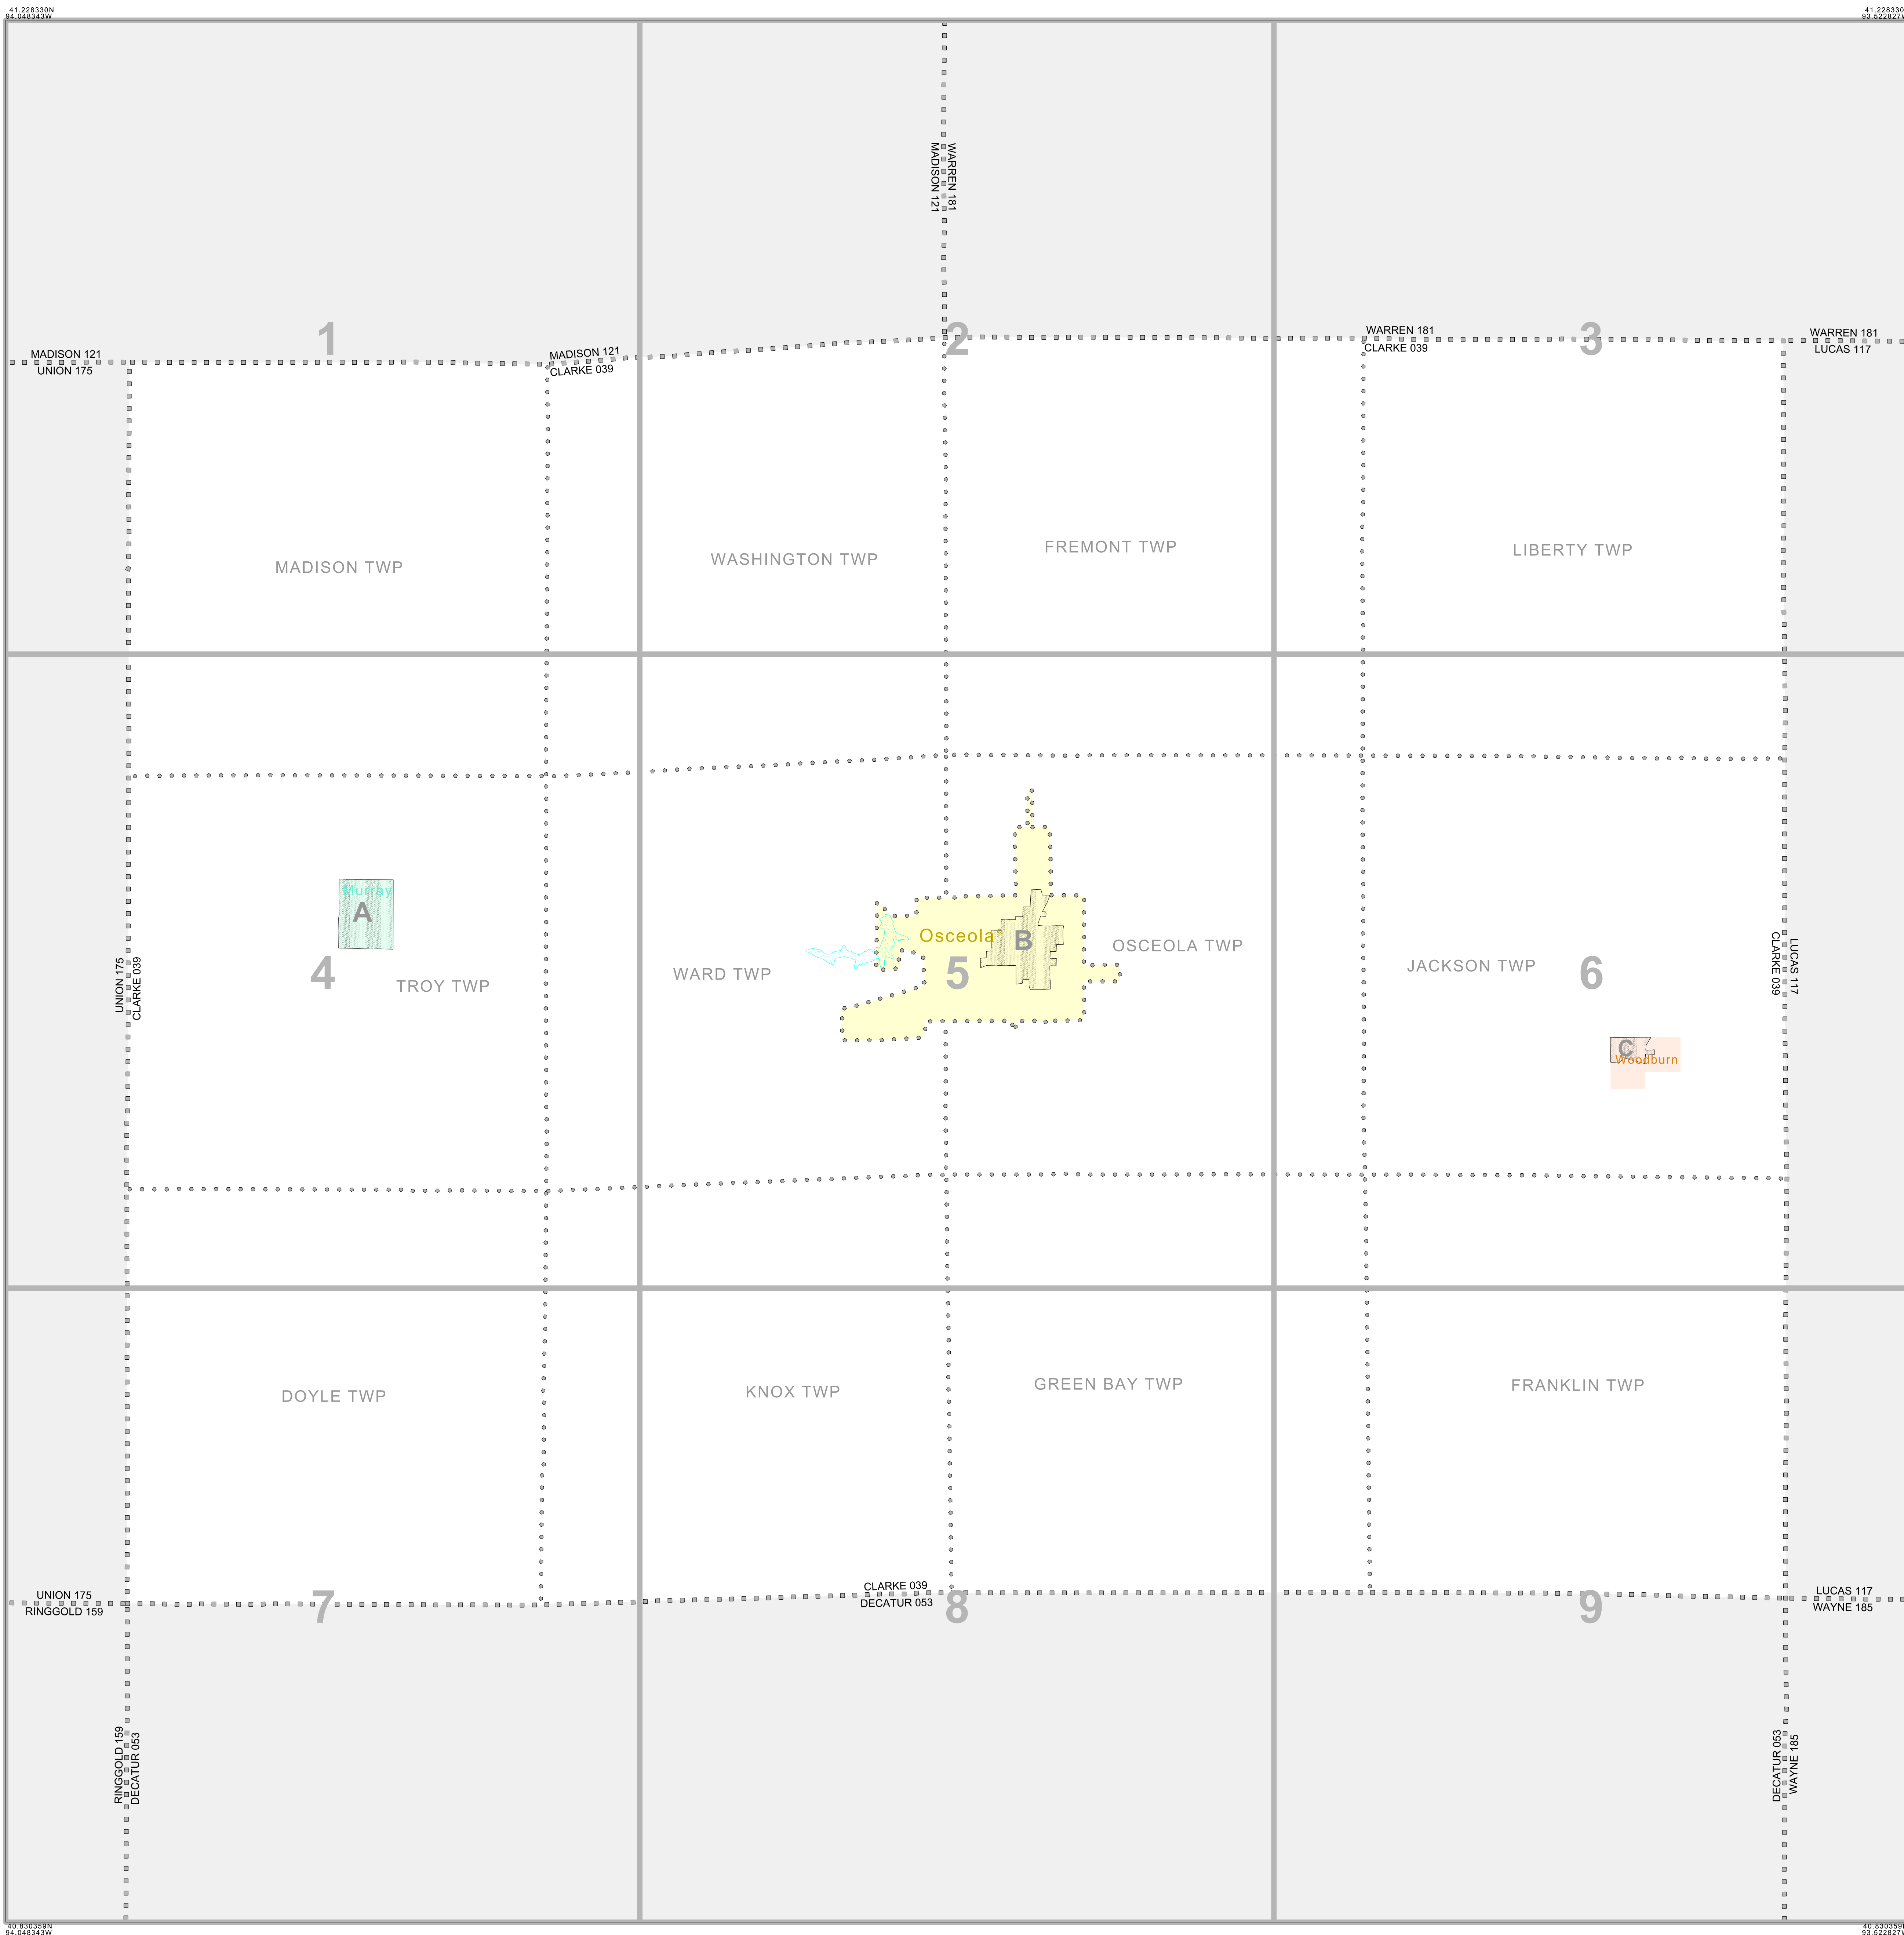 41.228330N
94.048343W
41.228330
93.522827W
WARREN 181
MADISON 121
1
2
3
MADISON 121
UNION 175
MADISON 121
CLARKE 039
WARREN 181
CLARKE 039
WARREN 181
LUCAS 117
MADISON TWP
WASHINGTON TWP
FREMONT TWP
LIBERTY TWP
Murray
A
Osceola
B
OSCEOLA TWP
WARD TWP
JACKSON TWP
TROY TWP
4
5
6
UNION 175
CLARKE 039
LUCAS 117
CLARKE 039
C
Woodburn
DOYLE TWP
KNOX TWP
GREEN BAY TWP
FRANKLIN TWP
UNION 175
RINGGOLD 159
CLARKE 039
DECATUR 053
LUCAS 117
WAYNE 185
7
8
9
RINGGOLD 159
DECATUR 053
DECATUR 053
WAYNE 185
40.830359N
94.048343W
40.830359N
93.522827W